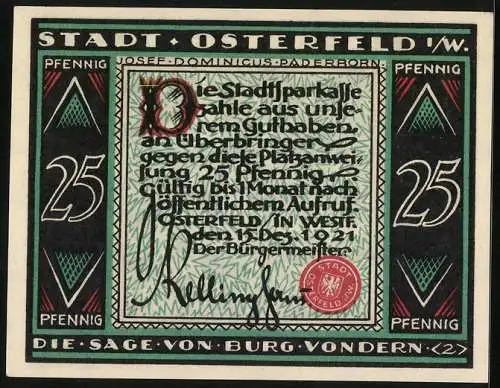 STADT · OSTERFELD I/W.
PFENNIG
JOSEF-DOMINICUS-PADERBORN
PFENNIG
Die Stadtsparkasse
zahle aus unse-
rem Guthaben,
an Überbringer
gegen diese Platzanwei-
sung 25 Pfennig
Gültig bis 1 Monat nach
öffentlichem Aufruf.
OSTERFELD / IN WESTF.
den 15. Dez. 1921
Der Bürgermeister
25
25
STADT
OSTERFELD I/W.
PFENNIG
PFENNIG
DIE · SAGE · VON · BURG · VONDERN · <2>